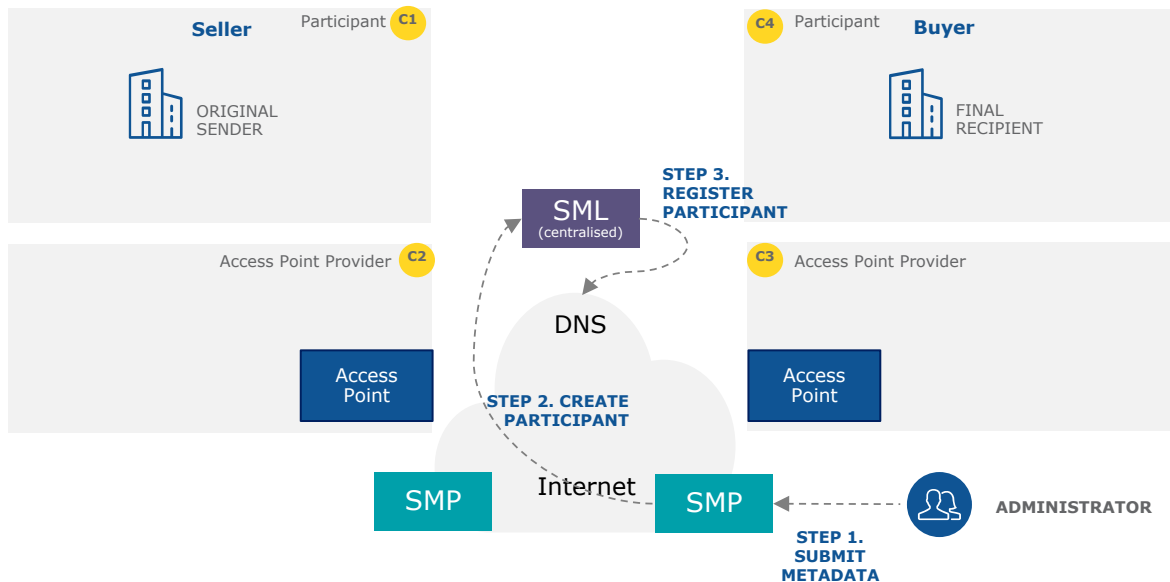 Seller
Participant
C1
ORIGINAL
SENDER
C4
Participant
Buyer
FINAL
RECIPIENT
STEP 3.
REGISTER
PARTICIPANT
SML
(centralised)
Access Point Provider
C2
C3
Access Point Provider
DNS
Access
Point
Access
Point
STEP 2. CREATE
PARTICIPANT
Internet
SMP
SMP
ADMINISTRATOR
STEP 1.
SUBMIT
METADATA